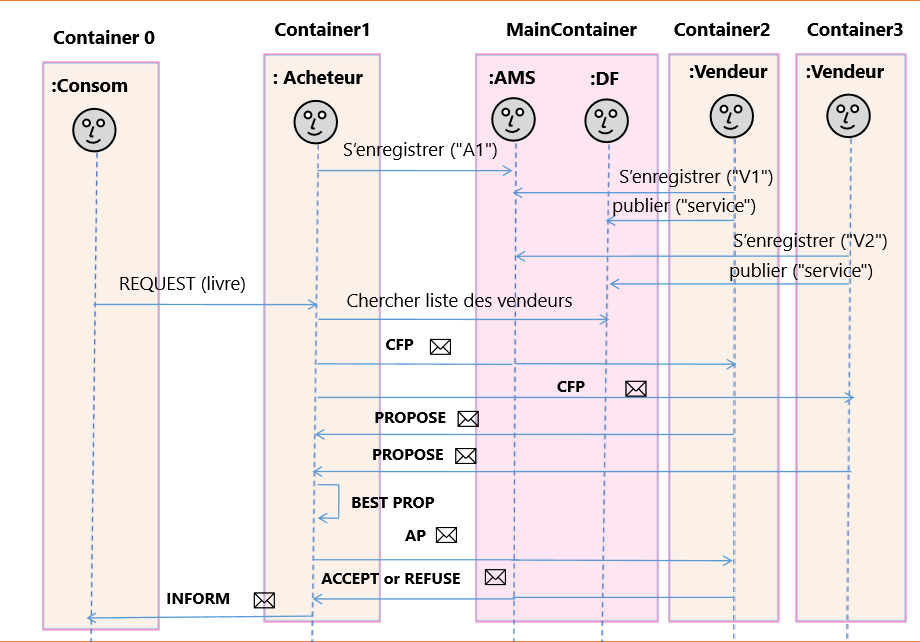 Container 0
Container1
MainContainer
Container2
Container3
:Consom
: Acheteur
:AMS
:DF
:Vendeur
:Vendeur
S'enregistrer ("A1")
S'enregistrer ("V1")
publier ("service")
S'enregistrer ("V2")
publier ("service")
REQUEST (livre)
Chercher liste des vendeurs
CFP
CFP
PROPOSE
PROPOSE
BEST PROP
AP
ACCEPT or REFUSE
INFORM